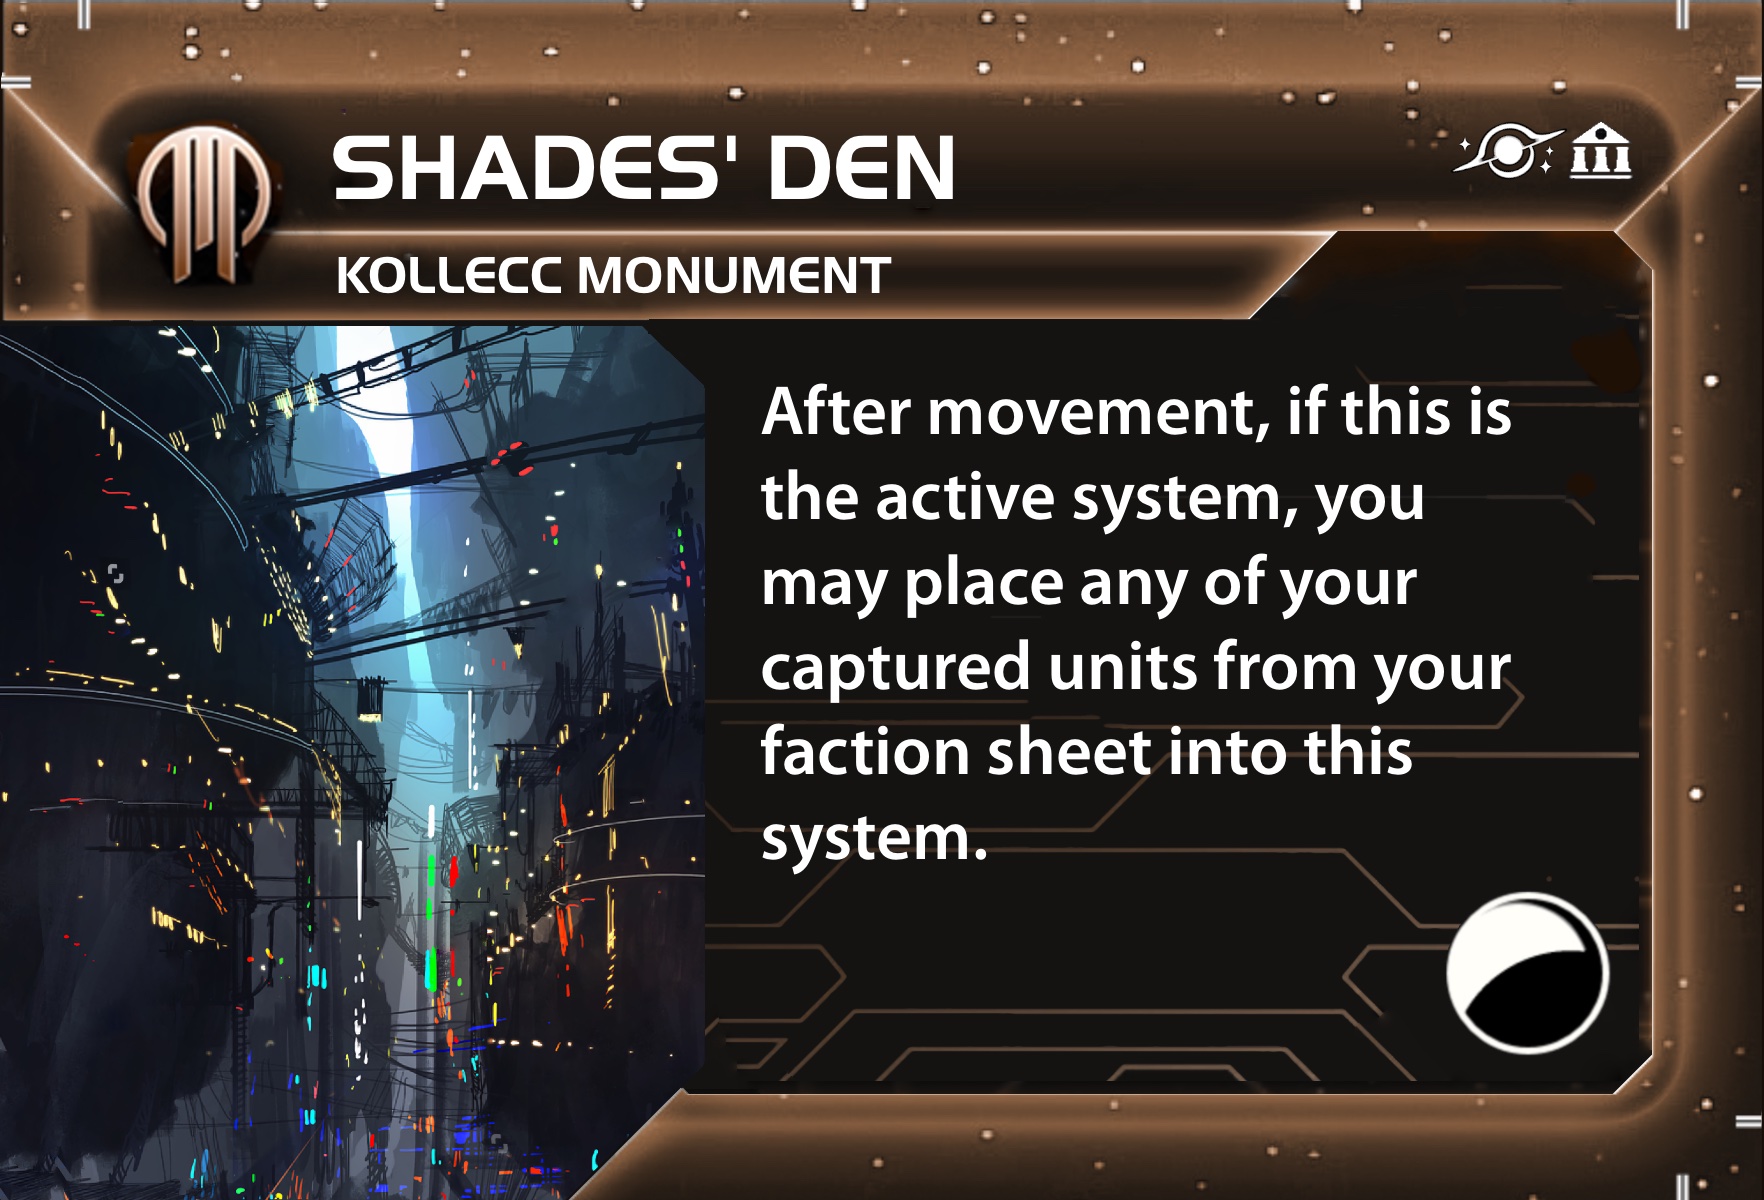 SHADES' DEN
KOLLECC MONUMENT
After movement, if this is
the active system, you
may place any of your
captured units from your
faction sheet into this
system.